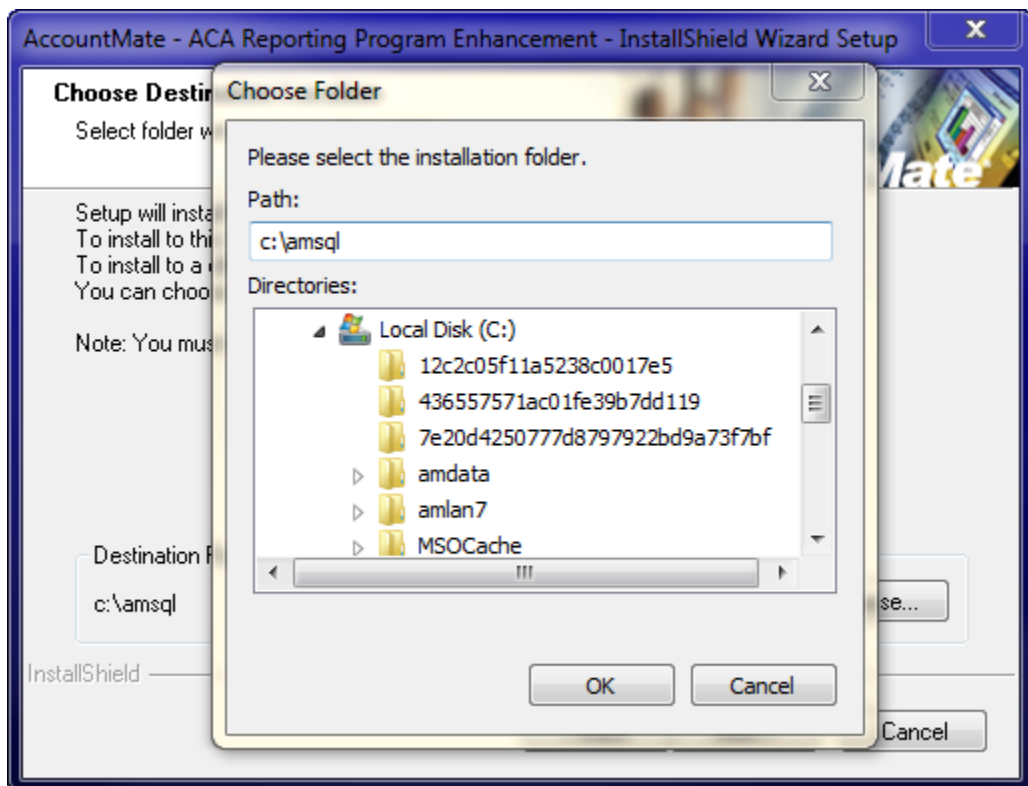 AccountMate - ACA Reporting Program Enhancement - InstallShield Wizard Setup
Choose Destin
Select folder w
Mate
Setup will insta
To install to thi
To install to a
You can choo
Note: You mus
Destination
c:\amsql
se...
InstallShield
Cancel
Choose Folder
Please select the installation folder.
Path:
c:\amsql
Directories:
Local Disk (C:)
12c2c05f11a5238c0017e5
436557571ac01fe39b7dd119
7e20d4250777d8797922bd9a73f7bf
amdata
amlan7
MSOCache
OK
Cancel